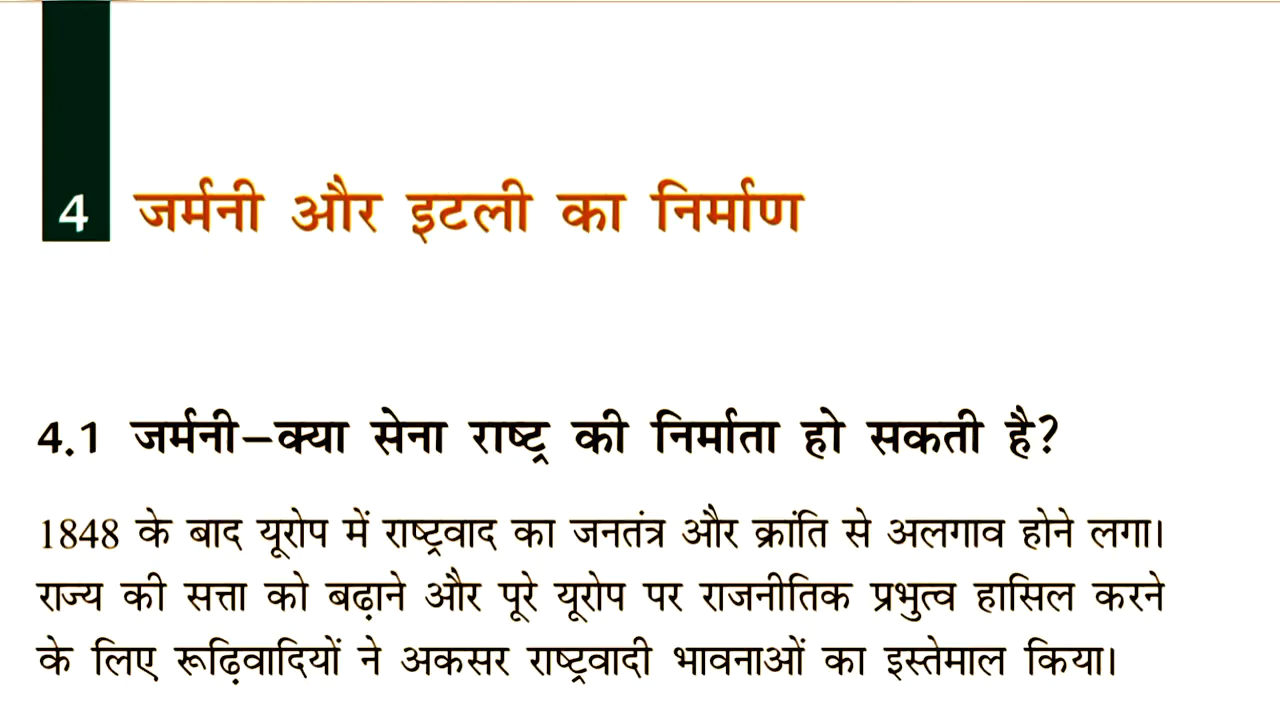 4 जर्मनी और इटली का निर्माण
4.1 जर्मनी–क्या सेना राष्ट्र की निर्माता हो सकती है?
1848 के बाद यूरोप में राष्ट्रवाद का जनतंत्र और क्रांति से अलगाव होने लगा।
राज्य की सत्ता को बढ़ाने और पूरे यूरोप पर राजनीतिक प्रभुत्व हासिल करने
के लिए रूढ़िवादियों ने अकसर राष्ट्रवादी भावनाओं का इस्तेमाल किया।